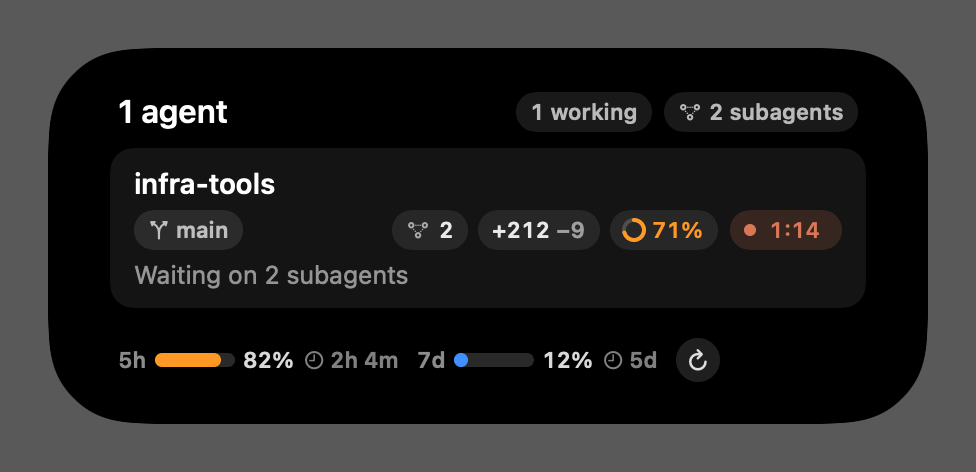 1 agent 1 working 2 subagents
infra-tools
main 2 +212 −9 71% 1:14
Waiting on 2 subagents
5h 82% 2h 4m 7d 12% 5d